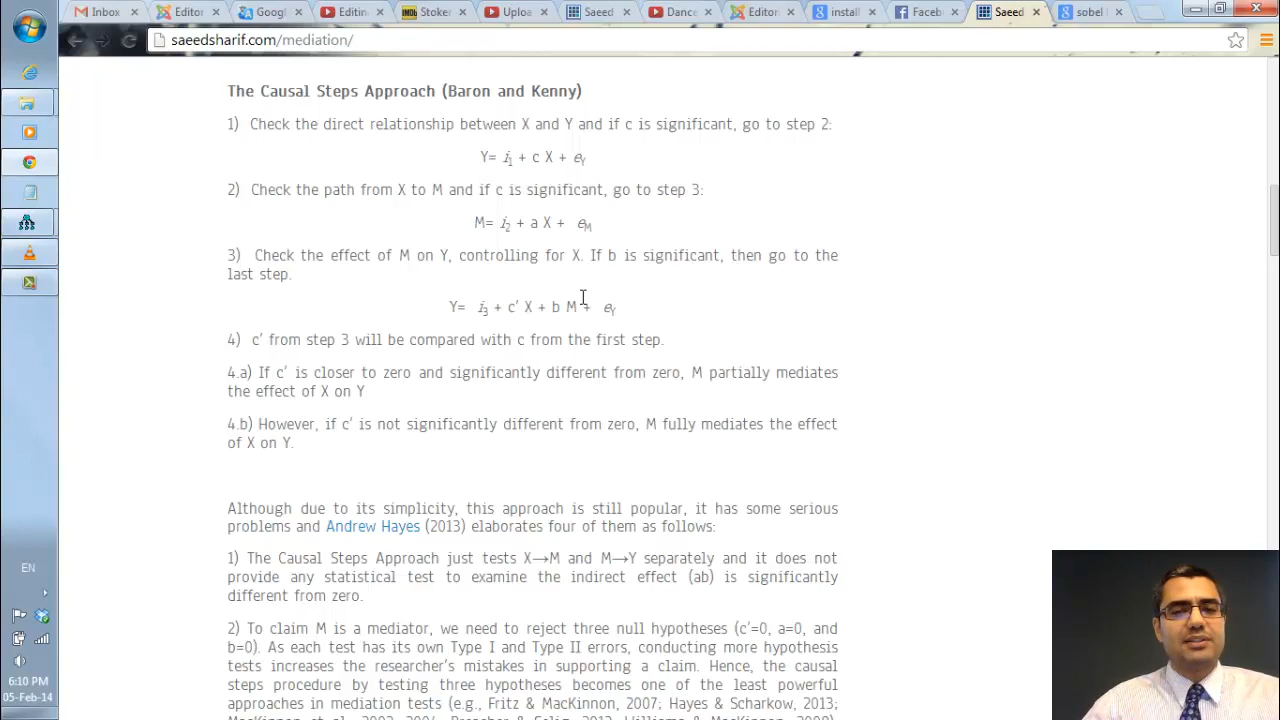 Inbox
Editor
Googl
Editin
Stoker
Uploa
Saeed
Dance
Editor
install
Faceb
Saeed
sobel
saeedsharif.com/mediation/
The Causal Steps Approach (Baron and Kenny)
1) Check the direct relationship between X and Y and if c is significant, go to step 2:
Y= i1 + c X + eY
2) Check the path from X to M and if c is significant, go to step 3:
M= i2 + a X + eM
3) Check the effect of M on Y, controlling for X. If b is significant, then go to the
last step.
Y= i3 + c' X + b M + eY
4) c' from step 3 will be compared with c from the first step.
4.a) If c' is closer to zero and significantly different from zero, M partially mediates
the effect of X on Y
4.b) However, if c' is not significantly different from zero, M fully mediates the effect
of X on Y.
Although due to its simplicity, this approach is still popular, it has some serious
problems and Andrew Hayes (2013) elaborates four of them as follows:
1) The Causal Steps Approach just tests X→M and M→Y separately and it does not
provide any statistical test to examine the indirect effect (ab) is significantly
different from zero.
2) To claim M is a mediator, we need to reject three null hypotheses (c'=0, a=0, and
b=0). As each test has its own Type I and Type II errors, conducting more hypothesis
tests increases the researcher's mistakes in supporting a claim. Hence, the causal
steps procedure by testing three hypotheses becomes one of the least powerful
approaches in mediation tests (e.g., Fritz & MacKinnon, 2007; Hayes & Scharkow, 2013;
EN
6:10 PM
05-Feb-14